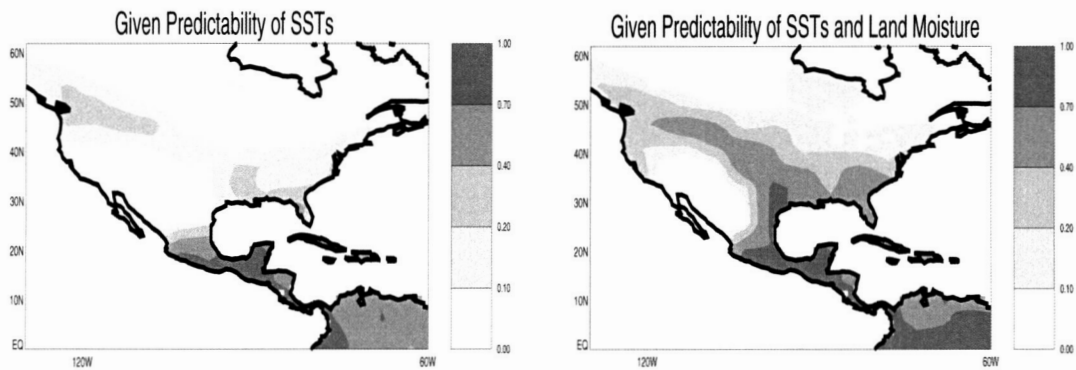 Given Predictability of SSTs
60N
50N
40N
30N
20N
10N
EQ
120W
60W
1.00
0.70
0.40
0.20
0.10
0.00
Given Predictability of SSTs and Land Moisture
60N
50N
40N
30N
20N
10N
EQ
120W
60W
1.00
0.70
0.40
0.20
0.10
0.00